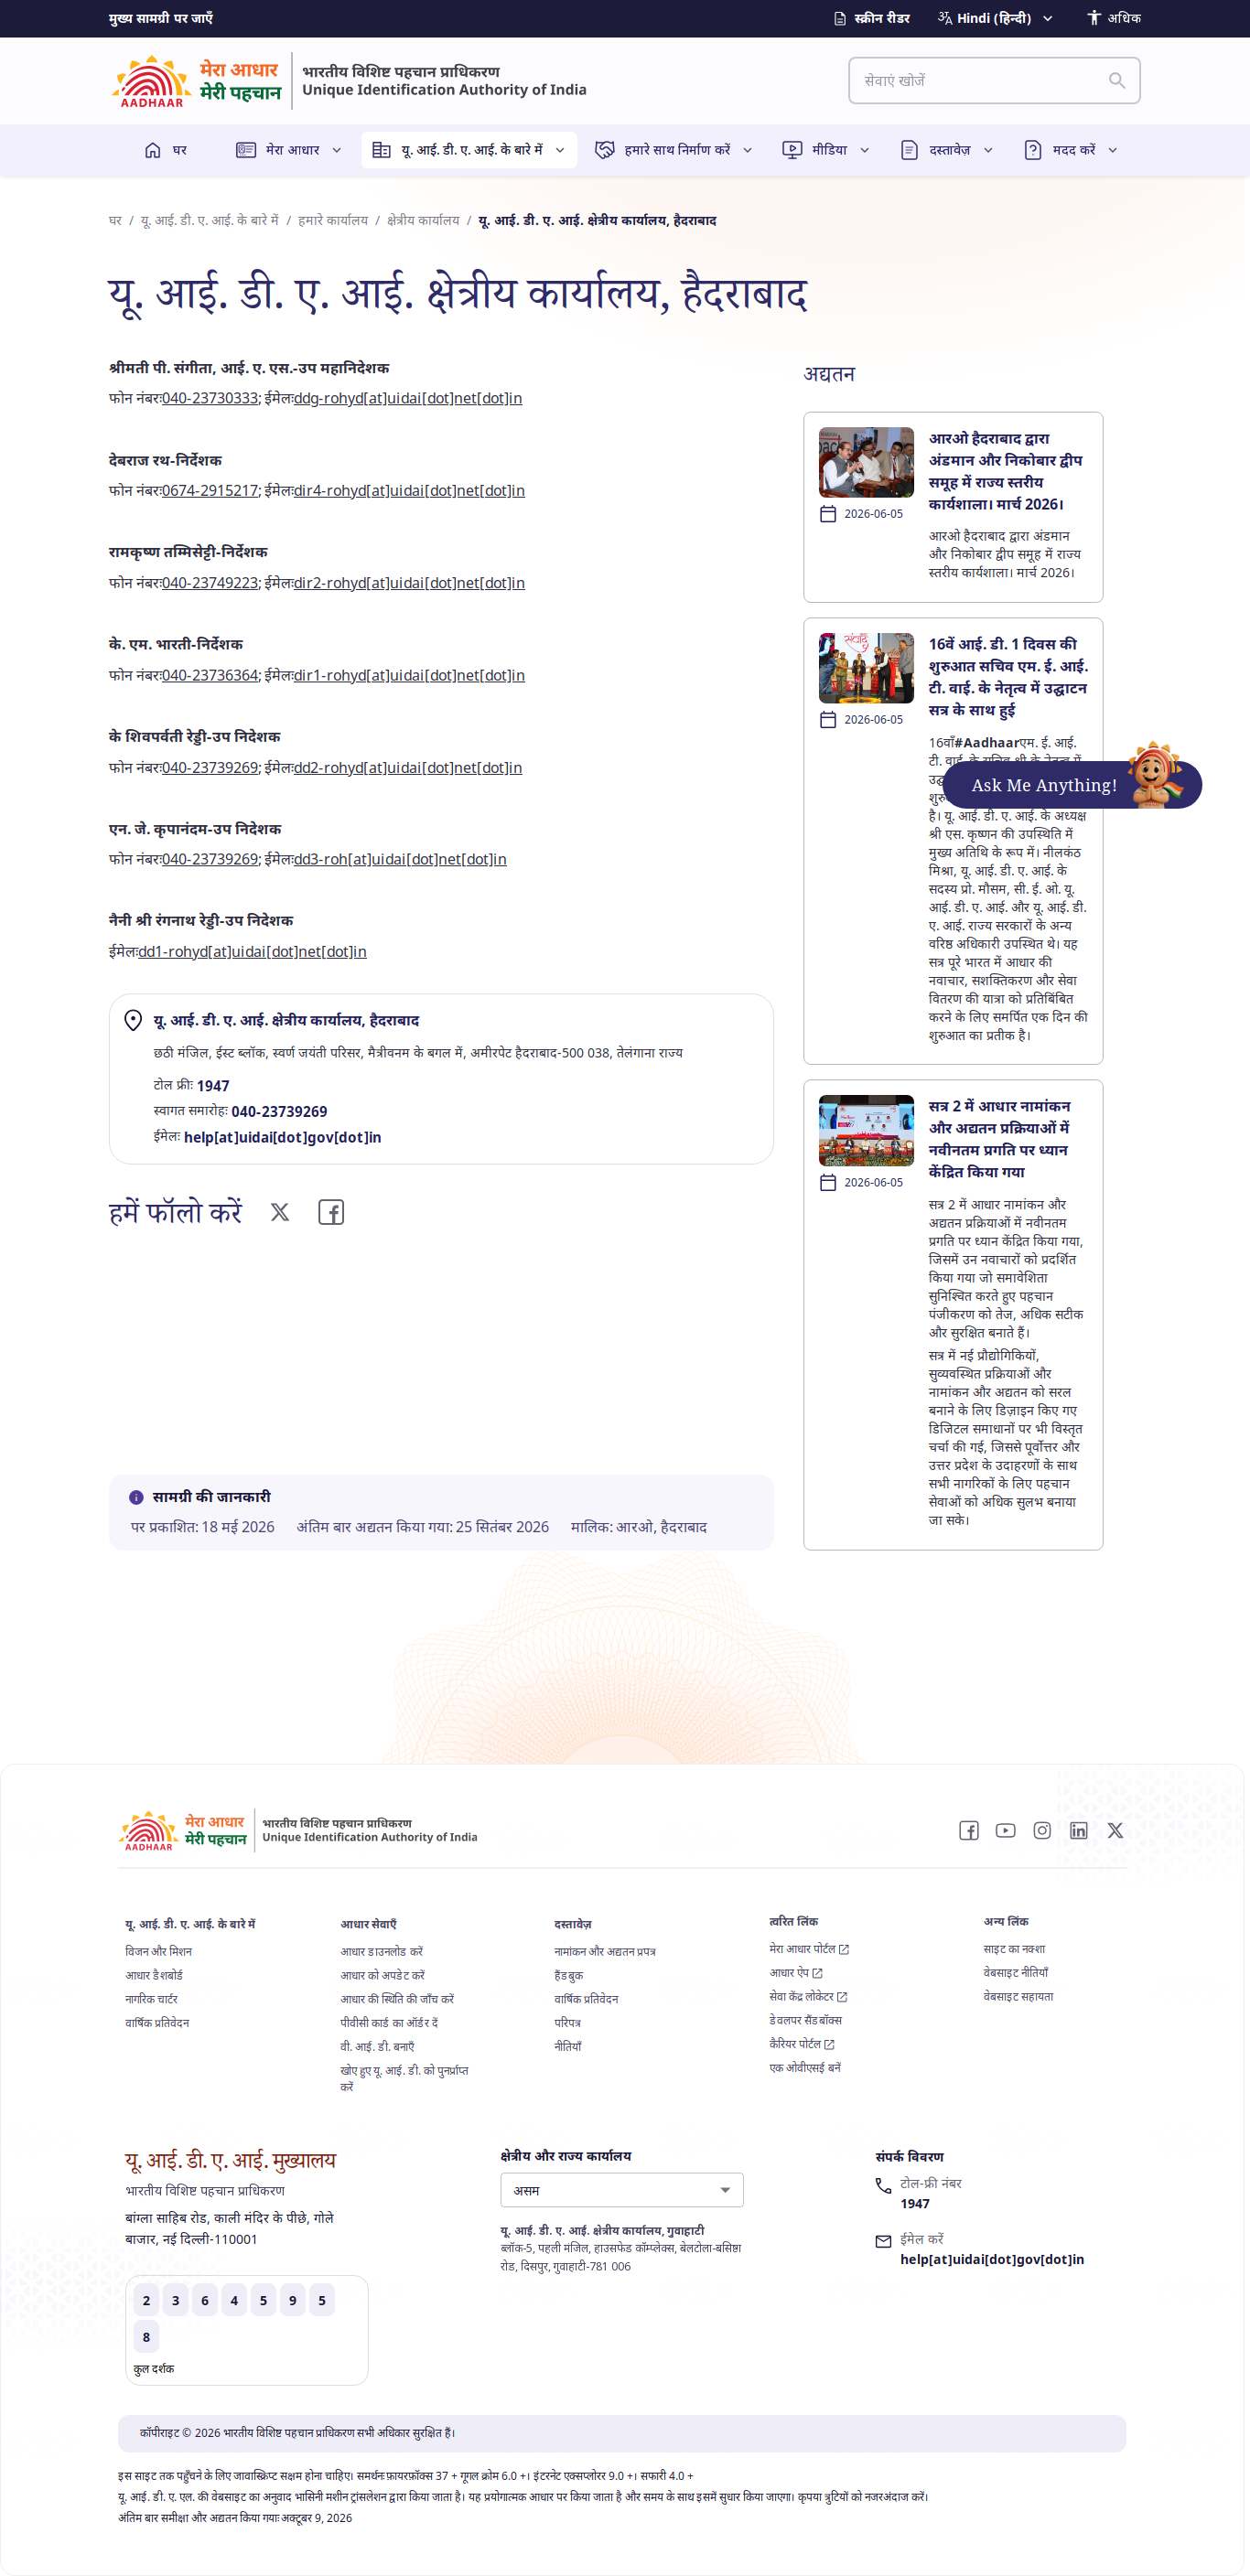 मुख्य सामग्री पर जाएँ
स्क्रीन रीडर
Hindi (हिन्दी)
अधिक
AADHAAR
मेरा आधार
मेरी पहचान
भारतीय विशिष्ट पहचान प्राधिकरण
Unique Identification Authority of India
सेवाएं खोजें
घर
मेरा आधार
यू. आई. डी. ए. आई. के बारे में
हमारे साथ निर्माण करें
मीडिया
दस्तावेज़
मदद करें
घर / यू. आई. डी. ए. आई. के बारे में / हमारे कार्यालय / क्षेत्रीय कार्यालय / यू. आई. डी. ए. आई. क्षेत्रीय कार्यालय, हैदराबाद
यू. आई. डी. ए. आई. क्षेत्रीय कार्यालय, हैदराबाद
श्रीमती पी. संगीता, आई. ए. एस.-उप महानिदेशक
फोन नंबरः040-23730333; ईमेलःddg-rohyd[at]uidai[dot]net[dot]in
देबराज रथ-निर्देशक
फोन नंबरः0674-2915217; ईमेलःdir4-rohyd[at]uidai[dot]net[dot]in
रामकृष्ण तम्मिसेट्टी-निर्देशक
फोन नंबरः040-23749223; ईमेलःdir2-rohyd[at]uidai[dot]net[dot]in
के. एम. भारती-निर्देशक
फोन नंबरः040-23736364; ईमेलःdir1-rohyd[at]uidai[dot]net[dot]in
के शिवपर्वती रेड्डी-उप निदेशक
फोन नंबरः040-23739269; ईमेलःdd2-rohyd[at]uidai[dot]net[dot]in
एन. जे. कृपानंदम-उप निदेशक
फोन नंबरः040-23739269; ईमेलःdd3-roh[at]uidai[dot]net[dot]in
नैनी श्री रंगनाथ रेड्डी-उप निदेशक
ईमेलःdd1-rohyd[at]uidai[dot]net[dot]in
यू. आई. डी. ए. आई. क्षेत्रीय कार्यालय, हैदराबाद
छठी मंजिल, ईस्ट ब्लॉक, स्वर्ण जयंती परिसर, मैत्रीवनम के बगल में, अमीरपेट हैदराबाद-500 038, तेलंगाना राज्य
टोल फ्रीः 1947
स्वागत समारोहः 040-23739269
ईमेलः help[at]uidai[dot]gov[dot]in
हमें फॉलो करें
सामग्री की जानकारी
पर प्रकाशित: 18 मई 2026 अंतिम बार अद्यतन किया गया: 25 सितंबर 2026 मालिक: आरओ, हैदराबाद
अद्यतन
आरओ हैदराबाद द्वारा
अंडमान और निकोबार द्वीप
समूह में राज्य स्तरीय
कार्यशाला। मार्च 2026।
2026-06-05
आरओ हैदराबाद द्वारा अंडमान
और निकोबार द्वीप समूह में राज्य
स्तरीय कार्यशाला। मार्च 2026।
16वें आई. डी. 1 दिवस की
शुरुआत सचिव एम. ई. आई.
टी. वाई. के नेतृत्व में उद्घाटन
सत्र के साथ हुई
2026-06-05
16वाँ#Aadhaarएम. ई. आई.
टी. वाई. के सचिव श्री के नेतृत्व में
Ask Me Anything!
है। यू. आई. डी. ए. आई. के अध्यक्ष
श्री एस. कृष्णन की उपस्थिति में
मुख्य अतिथि के रूप में। नीलकंठ
मिश्रा, यू. आई. डी. ए. आई. के
सदस्य प्रो. मौसम, सी. ई. ओ. यू.
आई. डी. ए. आई. और यू. आई. डी.
ए. आई. राज्य सरकारों के अन्य
वरिष्ठ अधिकारी उपस्थित थे। यह
सत्र पूरे भारत में आधार की
नवाचार, सशक्तिकरण और सेवा
वितरण की यात्रा को प्रतिबिंबित
करने के लिए समर्पित एक दिन की
शुरुआत का प्रतीक है।
सत्र 2 में आधार नामांकन
और अद्यतन प्रक्रियाओं में
नवीनतम प्रगति पर ध्यान
केंद्रित किया गया
2026-06-05
सत्र 2 में आधार नामांकन और
अद्यतन प्रक्रियाओं में नवीनतम
प्रगति पर ध्यान केंद्रित किया गया,
जिसमें उन नवाचारों को प्रदर्शित
किया गया जो समावेशिता
सुनिश्चित करते हुए पहचान
पंजीकरण को तेज, अधिक सटीक
और सुरक्षित बनाते हैं।
सत्र में नई प्रौद्योगिकियों,
सुव्यवस्थित प्रक्रियाओं और
नामांकन और अद्यतन को सरल
बनाने के लिए डिज़ाइन किए गए
डिजिटल समाधानों पर भी विस्तृत
चर्चा की गई, जिससे पूर्वोत्तर और
उत्तर प्रदेश के उदाहरणों के साथ
सभी नागरिकों के लिए पहचान
सेवाओं को अधिक सुलभ बनाया
जा सके।
AADHAAR
मेरा आधार
मेरी पहचान
भारतीय विशिष्ट पहचान प्राधिकरण
Unique Identification Authority of India
यू. आई. डी. ए. आई. के बारे में
विजन और मिशन
आधार डैशबोर्ड
नागरिक चार्टर
वार्षिक प्रतिवेदन
आधार सेवाएँ
आधार डाउनलोड करें
आधार को अपडेट करें
आधार की स्थिति की जाँच करें
पीवीसी कार्ड का ऑर्डर दें
वी. आई. डी. बनाएँ
खोए हुए यू. आई. डी. को पुनर्प्राप्त
करें
दस्तावेज़
नामांकन और अद्यतन प्रपत्र
हैंडबुक
वार्षिक प्रतिवेदन
परिपत्र
नीतियाँ
त्वरित लिंक
मेरा आधार पोर्टल
आधार ऐप
सेवा केंद्र लोकेटर
डेवलपर सैंडबॉक्स
कैरियर पोर्टल
एक ओवीएसई बनें
अन्य लिंक
साइट का नक्शा
वेबसाइट नीतियाँ
वेबसाइट सहायता
यू. आई. डी. ए. आई. मुख्यालय
भारतीय विशिष्ट पहचान प्राधिकरण
बांग्ला साहिब रोड, काली मंदिर के पीछे, गोले
बाजार, नई दिल्ली-110001
2 3 6 4 5 9 5
8
कुल दर्शक
क्षेत्रीय और राज्य कार्यालय
असम
यू. आई. डी. ए. आई. क्षेत्रीय कार्यालय, गुवाहाटी
ब्लॉक-5, पहली मंजिल, हाउसफेड कॉम्प्लेक्स, बेलटोला-बसिष्ठा
रोड, दिसपुर, गुवाहाटी-781 006
संपर्क विवरण
टोल-फ्री नंबर
1947
ईमेल करें
help[at]uidai[dot]gov[dot]in
कॉपीराइट © 2026 भारतीय विशिष्ट पहचान प्राधिकरण सभी अधिकार सुरक्षित हैं।
इस साइट तक पहुँचने के लिए जावास्क्रिप्ट सक्षम होना चाहिए। समर्थनःफ़ायरफ़ॉक्स 37 + गूगल क्रोम 6.0 +। इंटरनेट एक्सप्लोरर 9.0 +। सफारी 4.0 +
यू. आई. डी. ए. एल. की वेबसाइट का अनुवाद भासिनी मशीन ट्रांसलेशन द्वारा किया जाता है। यह प्रयोगात्मक आधार पर किया जाता है और समय के साथ इसमें सुधार किया जाएगा। कृपया त्रुटियों को नजरअंदाज करें।
अंतिम बार समीक्षा और अद्यतन किया गयाःअक्टूबर 9, 2026